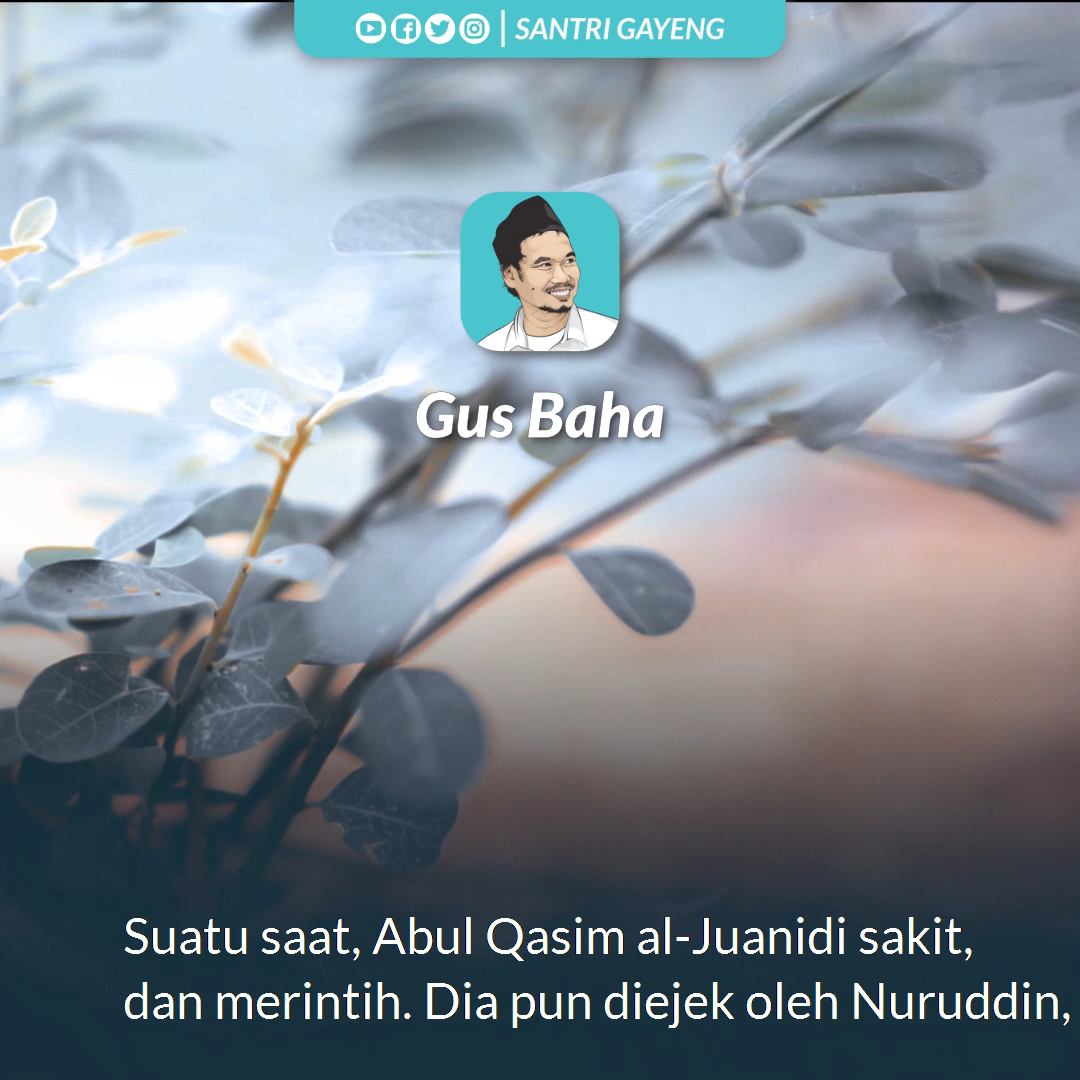 SANTRI GAYENG
Gus Baha
Suatu saat, Abul Qasim al-Juanidi sakit,
dan merintih. Dia pun diejek oleh Nuruddin,